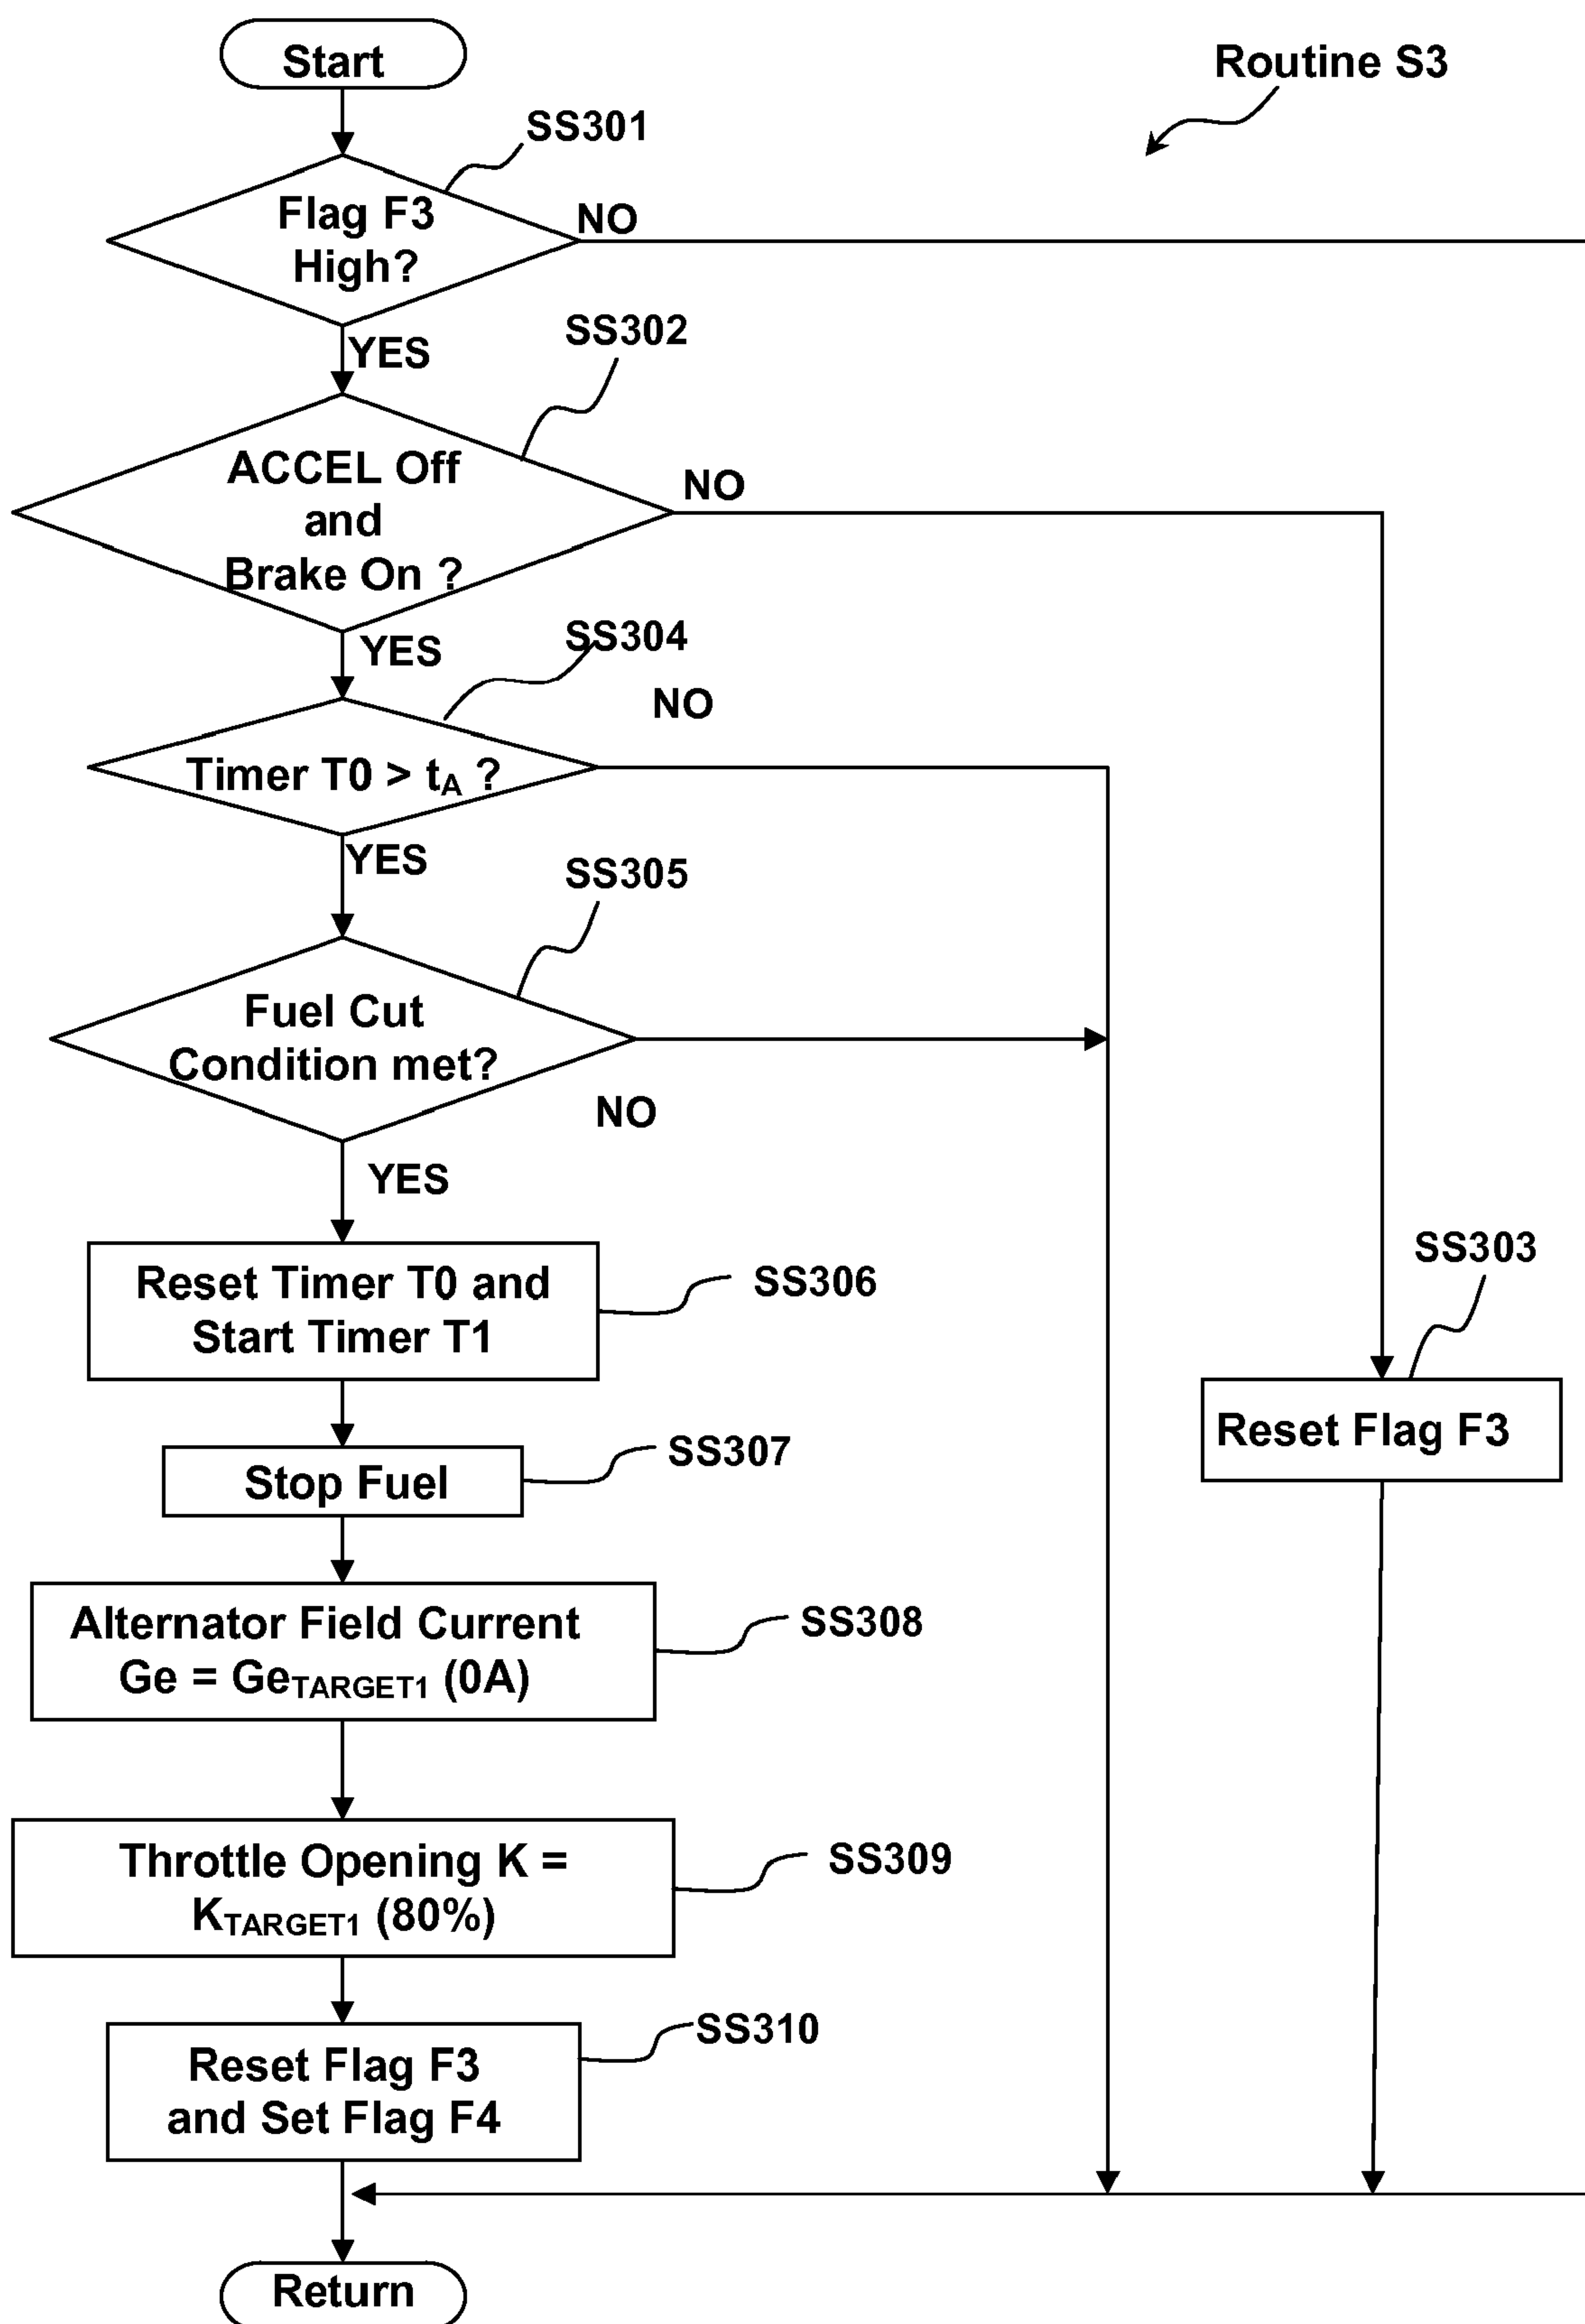 Start
Routine S3
SS301
Flag F3
High?
NO
YES
SS302
ACCEL Off
and
Brake On ?
NO
YES
SS304
NO
Timer T0 > tA ?
YES
SS305
Fuel Cut
Condition met?
NO
YES
Reset Timer T0 and
Start Timer T1
SS306
SS303
Reset Flag F3
Stop Fuel
SS307
Alternator Field Current
Ge = GeTARGET1 (0A)
SS308
Throttle Opening K =
KTARGET1 (80%)
SS309
Reset Flag F3
and Set Flag F4
SS310
Return